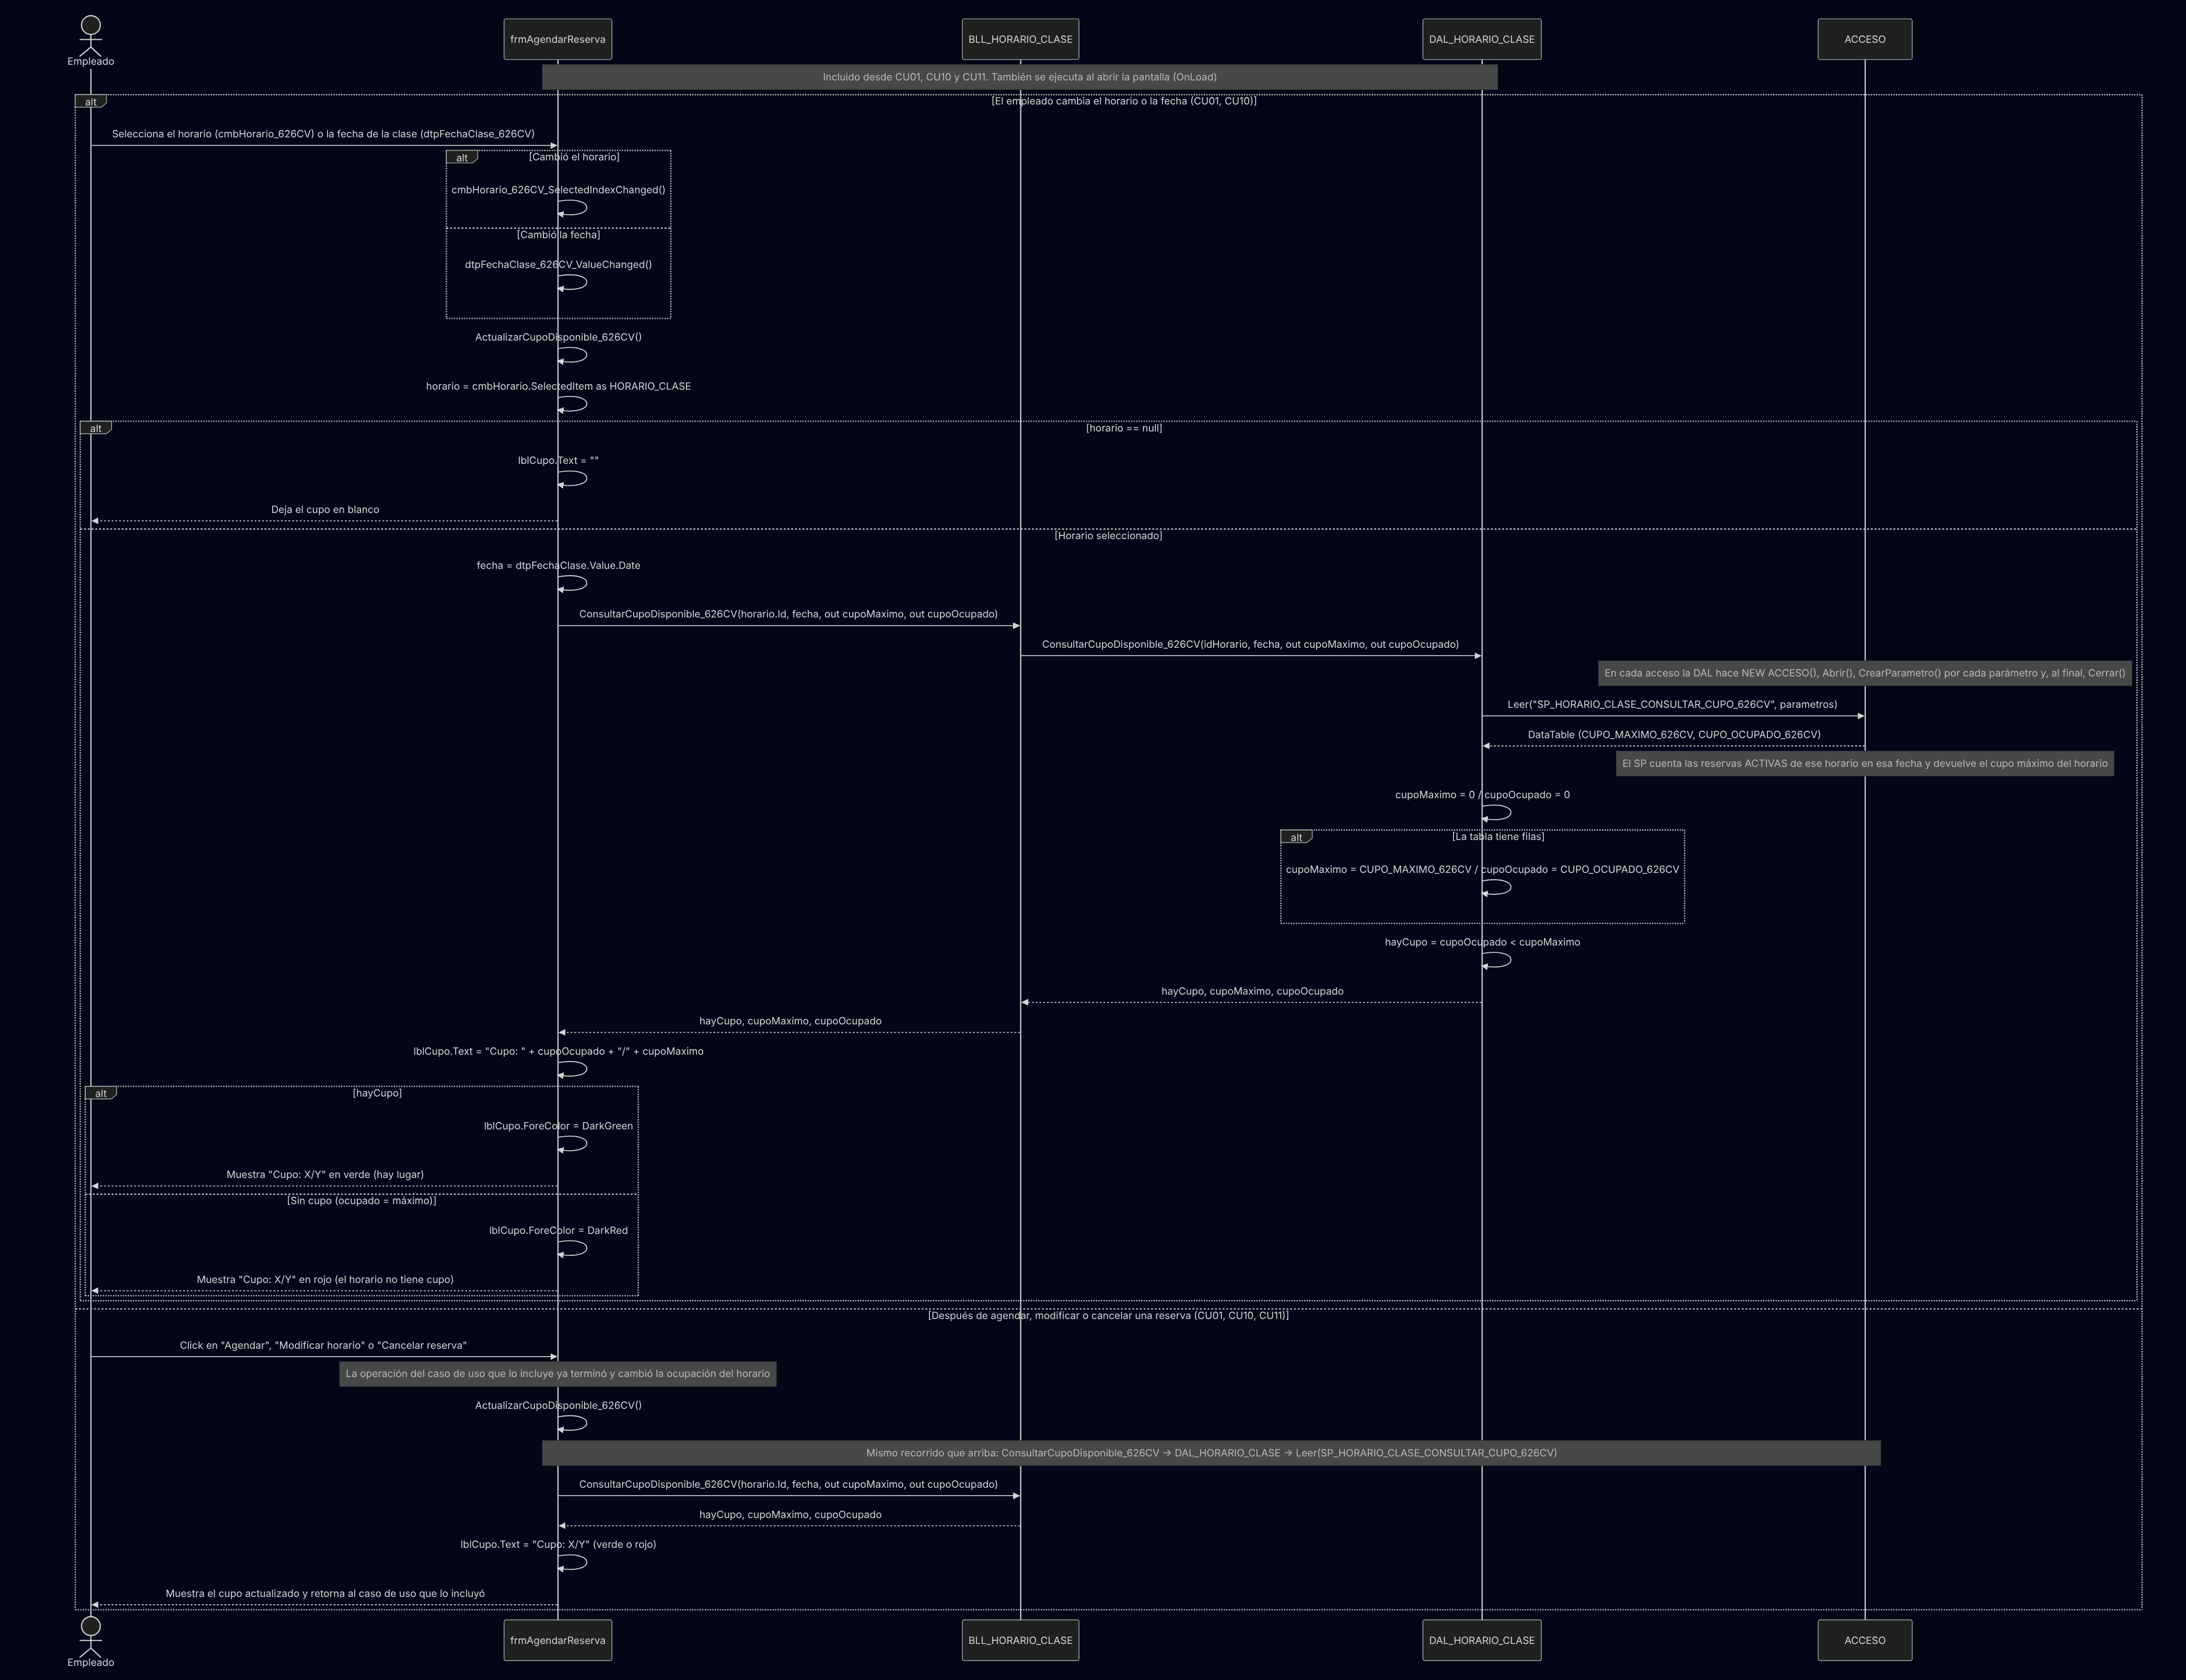 Empleado
frmAgendarReserva
BLL_HORARIO_CLASE
DAL_HORARIO_CLASE
ACCESO
Incluido desde CU01, CU10 y CU11. También se ejecuta al abrir la pantalla (OnLoad)
alt
[El empleado cambia el horario o la fecha (CU01, CU10)]
Selecciona el horario (cmbHorario_626CV) o la fecha de la clase (dtpFechaClase_626CV)
alt
[Cambió el horario]
cmbHorario_626CV_SelectedIndexChanged()
[Cambió la fecha]
dtpFechaClase_626CV_ValueChanged()
ActualizarCupoDisponible_626CV()
horario = cmbHorario.SelectedItem as HORARIO_CLASE
alt
[horario == null]
lblCupo.Text = ""
Deja el cupo en blanco
[Horario seleccionado]
fecha = dtpFechaClase.Value.Date
ConsultarCupoDisponible_626CV(horario.Id, fecha, out cupoMaximo, out cupoOcupado)
ConsultarCupoDisponible_626CV(idHorario, fecha, out cupoMaximo, out cupoOcupado)
En cada acceso la DAL hace NEW ACCESO(), Abrir(), CrearParametro() por cada parámetro y, al final, Cerrar()
Leer("SP_HORARIO_CLASE_CONSULTAR_CUPO_626CV", parametros)
DataTable (CUPO_MAXIMO_626CV, CUPO_OCUPADO_626CV)
El SP cuenta las reservas ACTIVAS de ese horario en esa fecha y devuelve el cupo máximo del horario
cupoMaximo = 0 / cupoOcupado = 0
alt
[La tabla tiene filas]
cupoMaximo = CUPO_MAXIMO_626CV / cupoOcupado = CUPO_OCUPADO_626CV
hayCupo = cupoOcupado < cupoMaximo
hayCupo, cupoMaximo, cupoOcupado
hayCupo, cupoMaximo, cupoOcupado
lblCupo.Text = "Cupo: " + cupoOcupado + "/" + cupoMaximo
alt
[hayCupo]
lblCupo.ForeColor = DarkGreen
Muestra "Cupo: X/Y" en verde (hay lugar)
[Sin cupo (ocupado = máximo)]
lblCupo.ForeColor = DarkRed
Muestra "Cupo: X/Y" en rojo (el horario no tiene cupo)
[Después de agendar, modificar o cancelar una reserva (CU01, CU10, CU11)]
Click en "Agendar", "Modificar horario" o "Cancelar reserva"
La operación del caso de uso que lo incluye ya terminó y cambió la ocupación del horario
ActualizarCupoDisponible_626CV()
Mismo recorrido que arriba: ConsultarCupoDisponible_626CV → DAL_HORARIO_CLASE → Leer(SP_HORARIO_CLASE_CONSULTAR_CUPO_626CV)
ConsultarCupoDisponible_626CV(horario.Id, fecha, out cupoMaximo, out cupoOcupado)
hayCupo, cupoMaximo, cupoOcupado
lblCupo.Text = "Cupo: X/Y" (verde o rojo)
Muestra el cupo actualizado y retorna al caso de uso que lo incluyó
Empleado
frmAgendarReserva
BLL_HORARIO_CLASE
DAL_HORARIO_CLASE
ACCESO